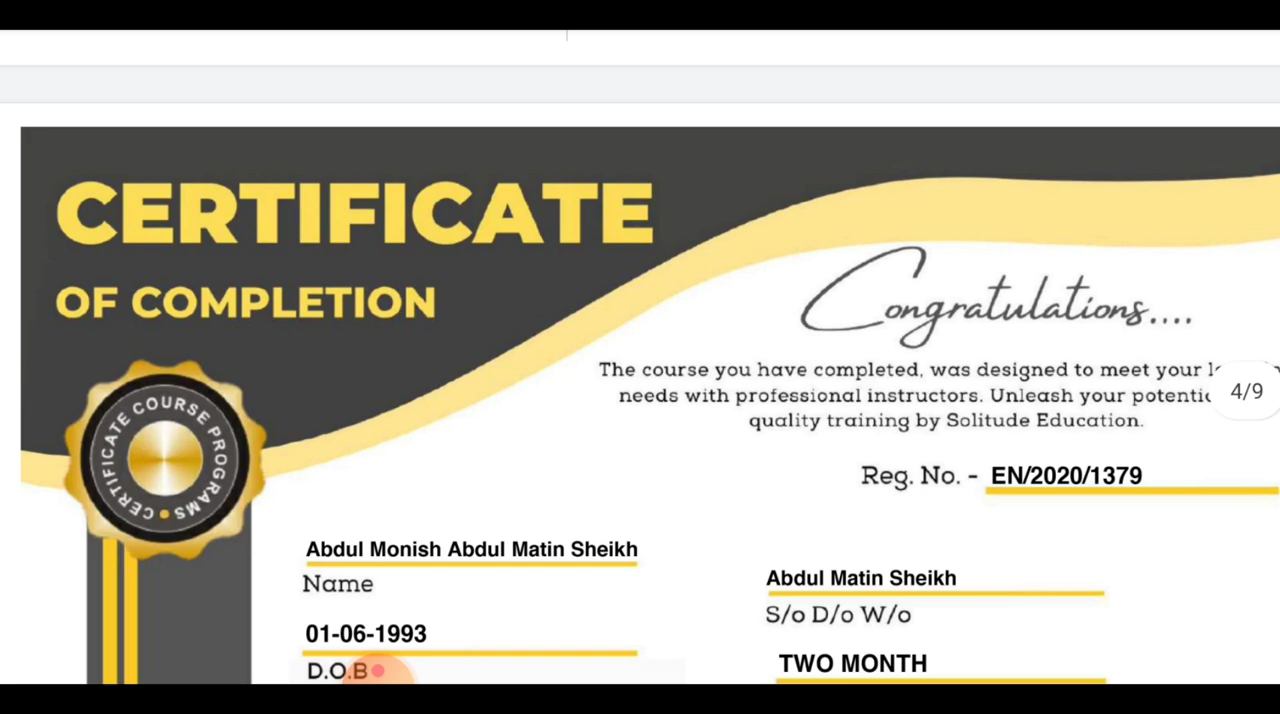 CERTIFICATE
OF COMPLETION
Congratulations....
The course you have completed, was designed to meet your
needs with professional instructors. Unleash your
quality training by Solitude Education.
4/9
CERTIFICATE COURSE PROGRAMS
Reg. No. - EN/2020/1379
Abdul Monish Abdul Matin Sheikh
Name
Abdul Matin Sheikh
S/o D/o W/o
01-06-1993
D.O.B
TWO MONTH